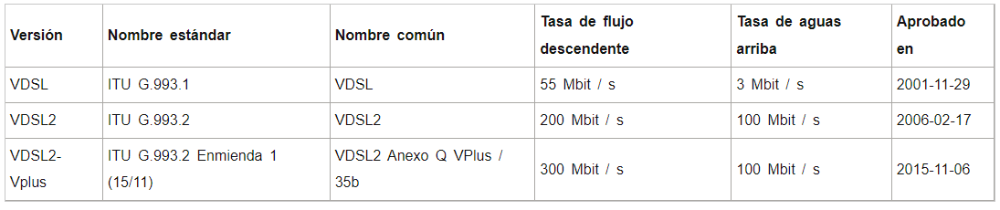 Versión Nombre estándar Nombre común Tasa de flujo descendente Tasa de aguas arriba Aprobado en
VDSL ITU G.993.1 VDSL 55 Mbit / s 3 Mbit / s 2001-11-29
VDSL2 ITU G.993.2 VDSL2 200 Mbit / s 100 Mbit / s 2006-02-17
VDSL2-Vplus ITU G.993.2 Enmienda 1 (15/11) VDSL2 Anexo Q VPlus / 35b 300 Mbit / s 100 Mbit / s 2015-11-06